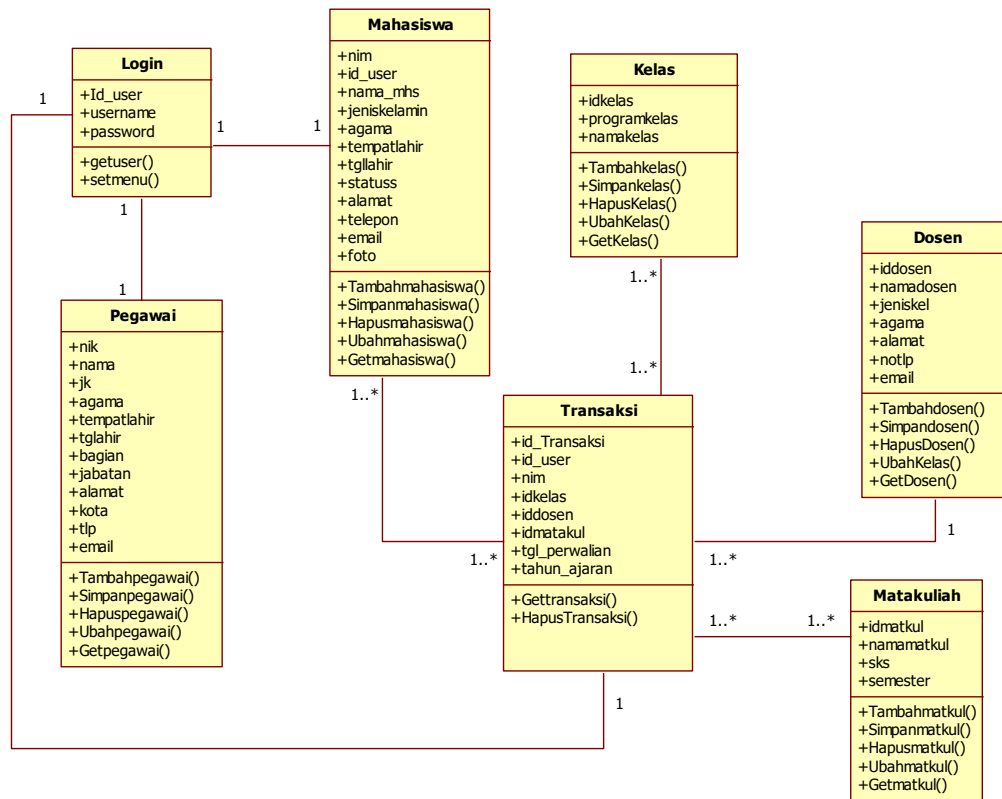 Login
+Id_user
+username
+password
+getuser()
+setmenu()
1
1
1
1
Mahasiswa
+nim
+id_user
+nama_mhs
+jeniskelamin
+agama
+tempatlahir
+tgllahir
+statuss
+alamat
+telepon
+email
+foto
+Tambahmahasiswa()
+Simpanmahasiswa()
+Hapusmahasiswa()
+Ubahmahasiswa()
+Getmahasiswa()
1..*
Kelas
+idkelas
+programkelas
+namakelas
+Tambahkelas()
+Simpankelas()
+HapusKelas()
+UbahKelas()
+GetKelas()
1..*
1..*
Dosen
+iddosen
+namadosen
+jeniskel
+agama
+alamat
+notlp
+email
+Tambahdosen()
+Simpandosen()
+HapusDosen()
+UbahKelas()
+GetDosen()
1
1
Pegawai
+nik
+nama
+jk
+agama
+tempatlahir
+tglahir
+bagian
+jabatan
+alamat
+kota
+tlp
+email
+Tambahpegawai()
+Simpanpegawai()
+Hapuspegawai()
+Ubahpegawai()
+Getpegawai()
Transaksi
+id_Transaksi
+id_user
+nim
+idkelas
+iddosen
+idmatakul
+tgl_perwalian
+tahun_ajaran
+Gettransaksi()
+HapusTransaksi()
1..*
1..*
1..*
1..*
1
Matakuliah
+idmatkul
+namamatkul
+sks
+semester
+Tambahmatkul()
+Simpanmatkul()
+Hapusmatkul()
+Ubahmatkul()
+Getmatkul()